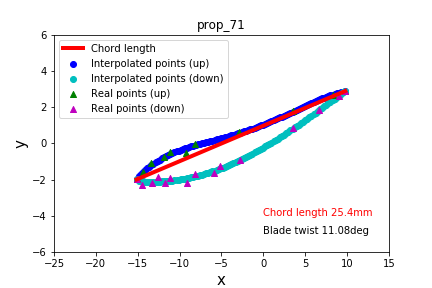 prop_71
Chord length
Interpolated points (up)
Interpolated points (down)
Real points (up)
Real points (down)
6
4
2
0
−2
−4
−6
y
Chord length 25.4mm
Blade twist 11.08deg
−25 −20 −15 −10 −5 0 5 10 15
x